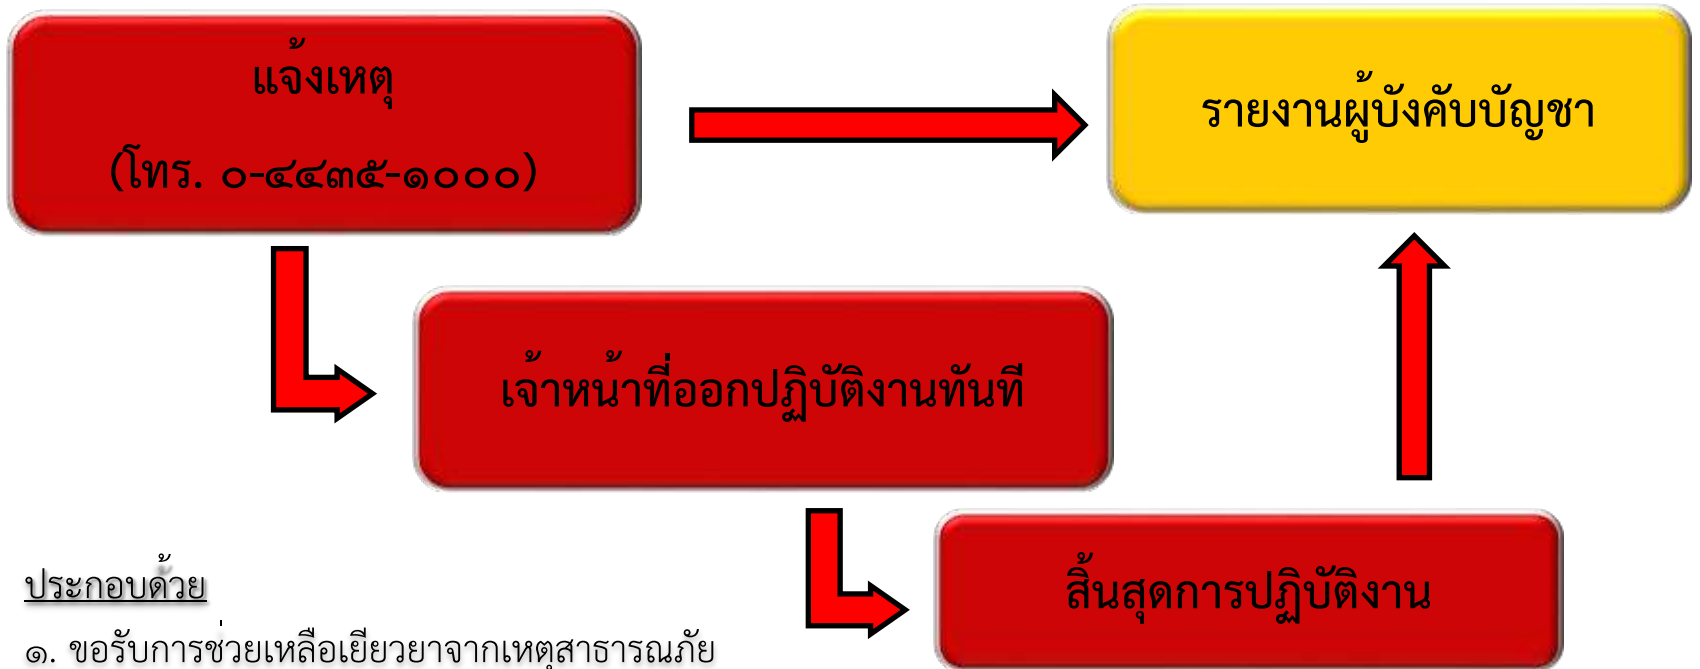 แจ้งเหตุ
(โทร. ๐-๔๔๓๕-๑๐๐๐)
รายงานผู้บังคับบัญชา
เจ้าหน้าที่ออกปฏิบัติงานทันที
สิ้นสุดการปฏิบัติงาน
ประกอบด้วย
๑. ขอรับการช่วยเหลือเยียวยาจากเหตุสาธารณภัย